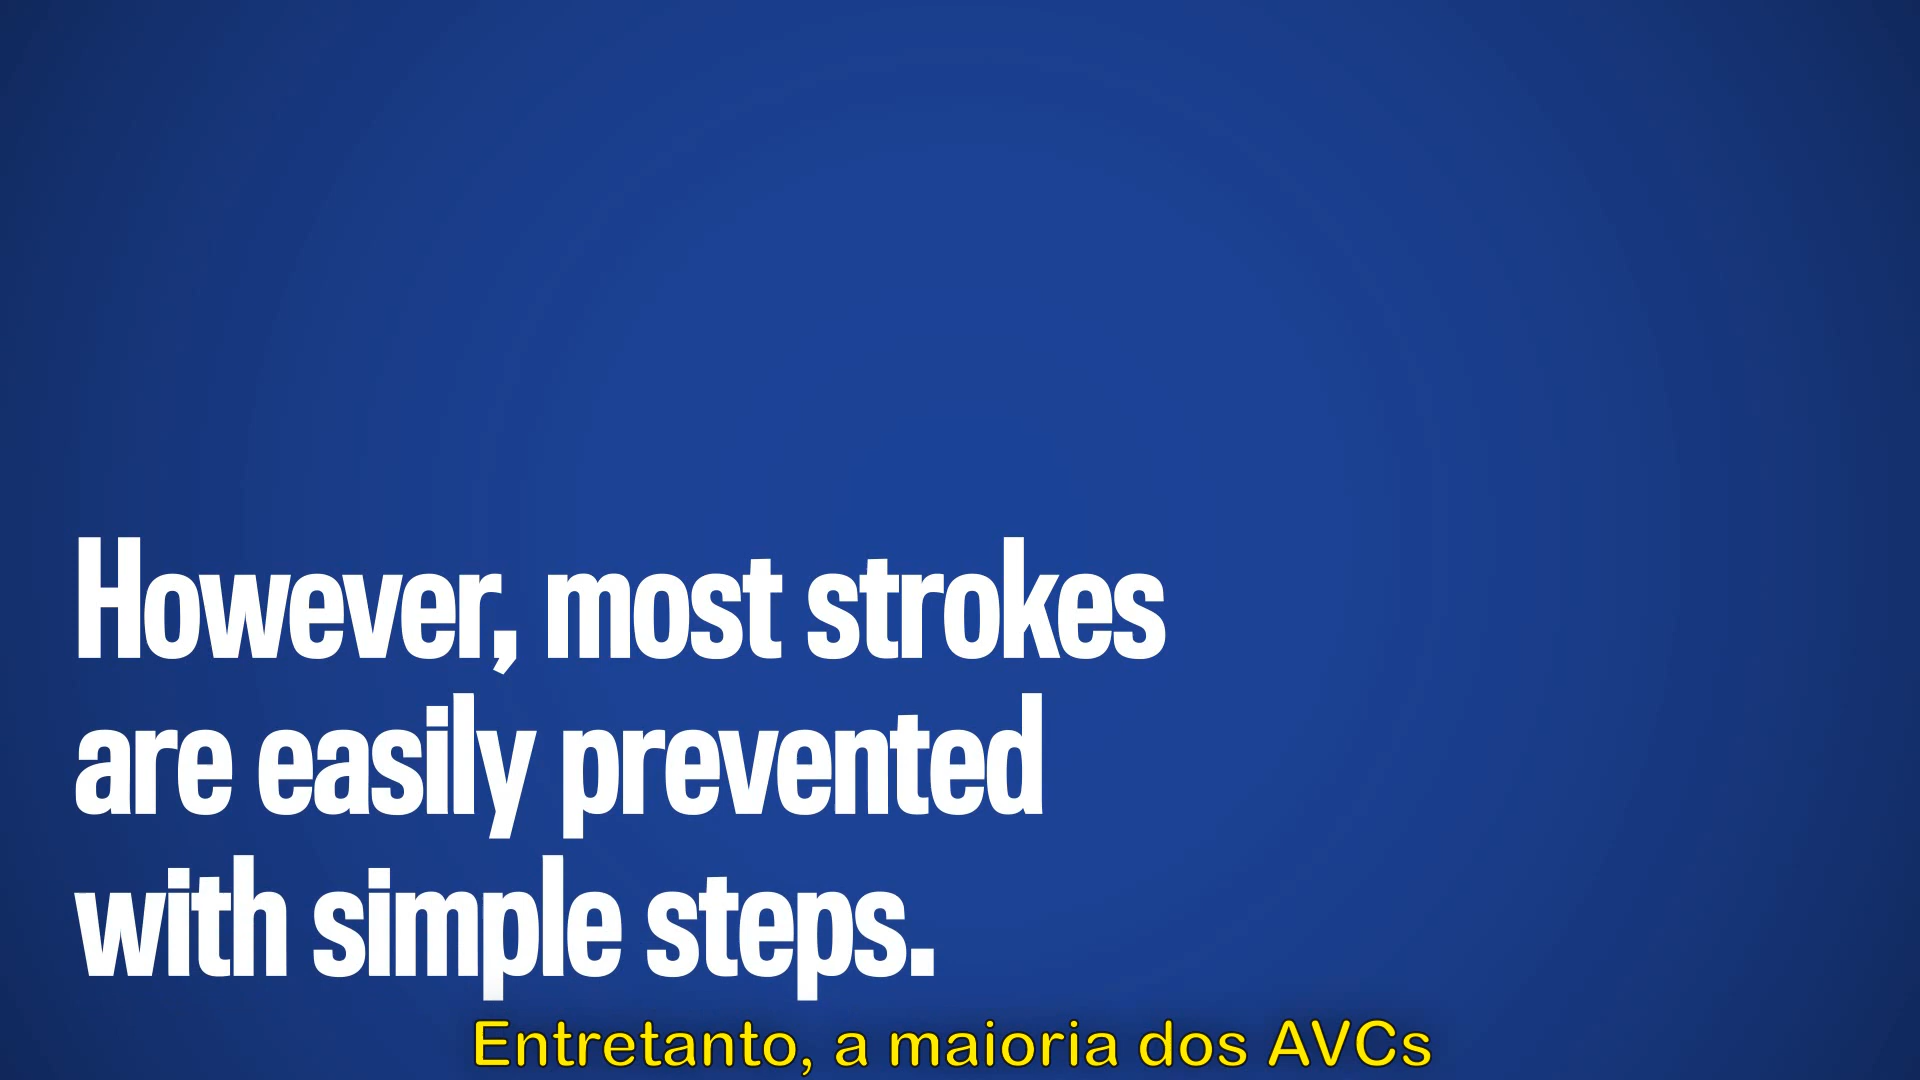 However, most strokes
are easily prevented
with simple steps.
Entretanto, a maioria dos AVCs